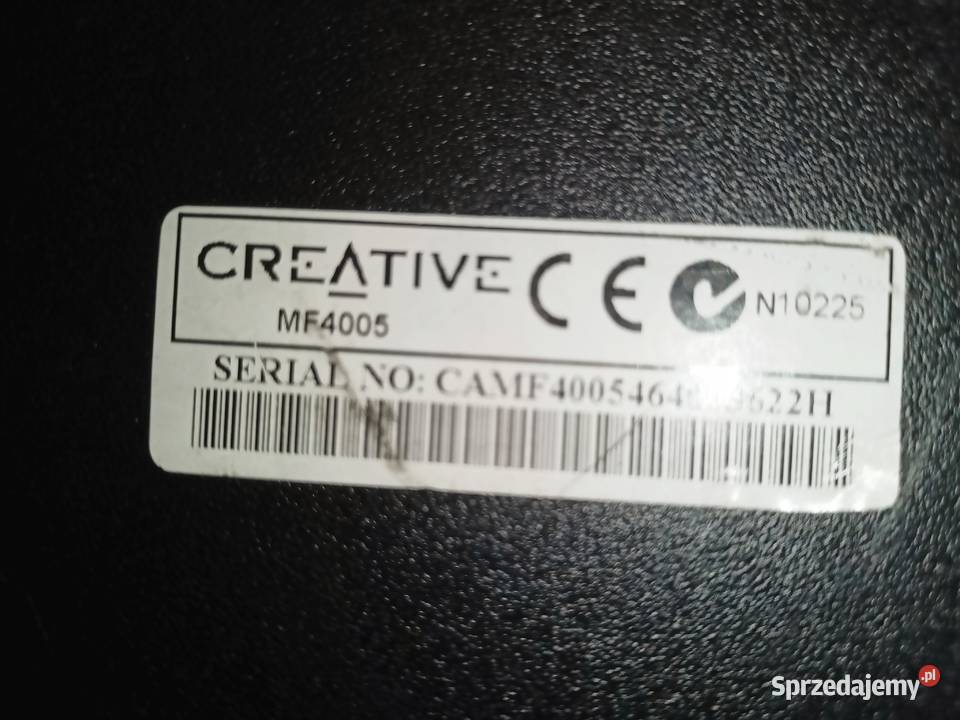 CREATIVE CE N10225
MF4005
SERIAL NO:
Sprzedajemy.pl